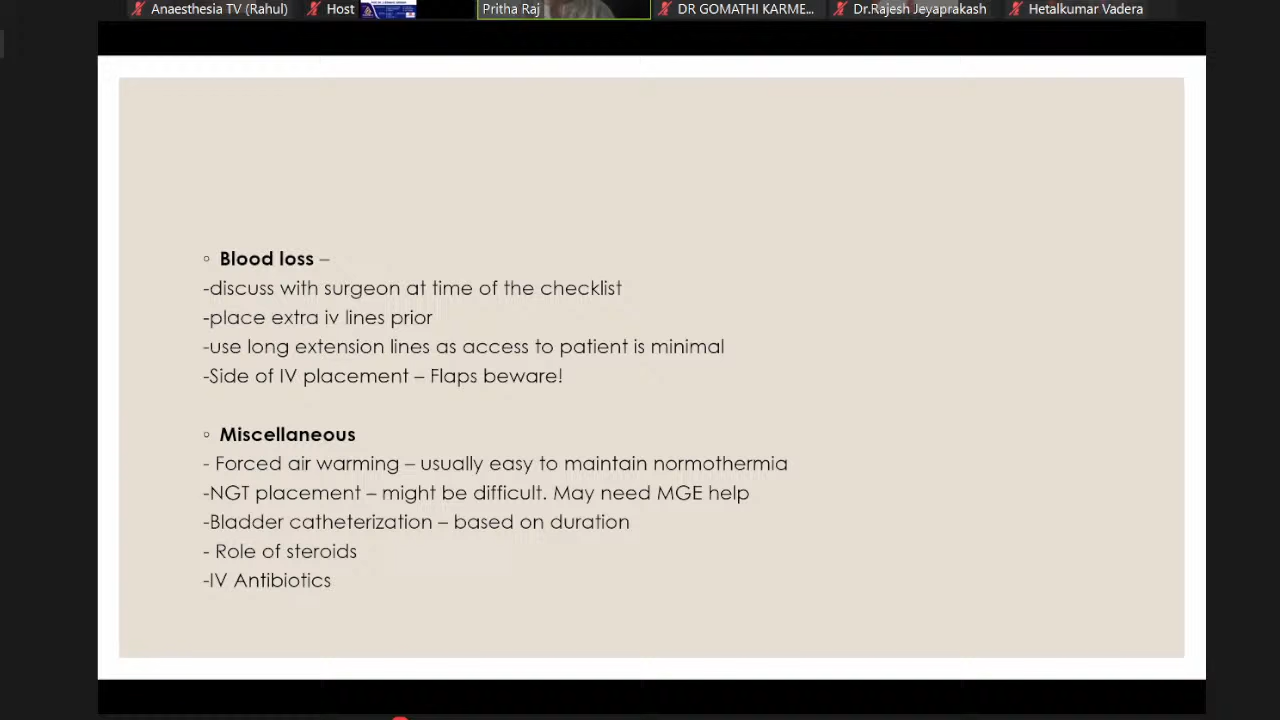 Anaesthesia TV (Rahul) Host Pritha Raj DR GOMATHI KARME... Dr.Rajesh Jeyaprakash Hetalkumar Vadera
◦ Blood loss –
-discuss with surgeon at time of the checklist
-place extra iv lines prior
-use long extension lines as access to patient is minimal
-Side of IV placement – Flaps beware!
◦ Miscellaneous
- Forced air warming – usually easy to maintain normothermia
-NGT placement – might be difficult. May need MGE help
-Bladder catheterization – based on duration
- Role of steroids
-IV Antibiotics